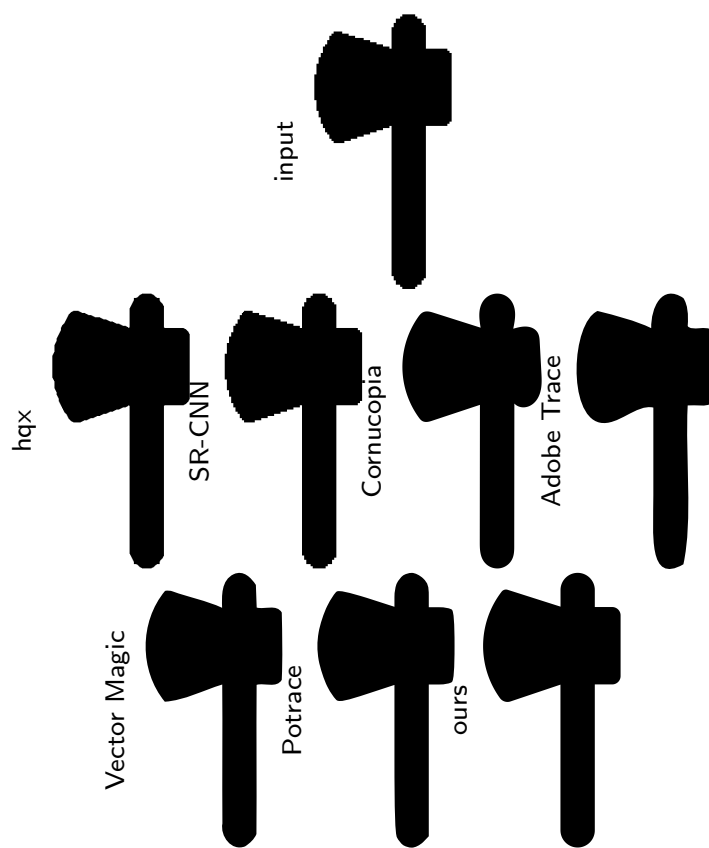 input
hqx
SR-CNN
Cornucopia
Adobe Trace
Vector Magic
Potrace
ours